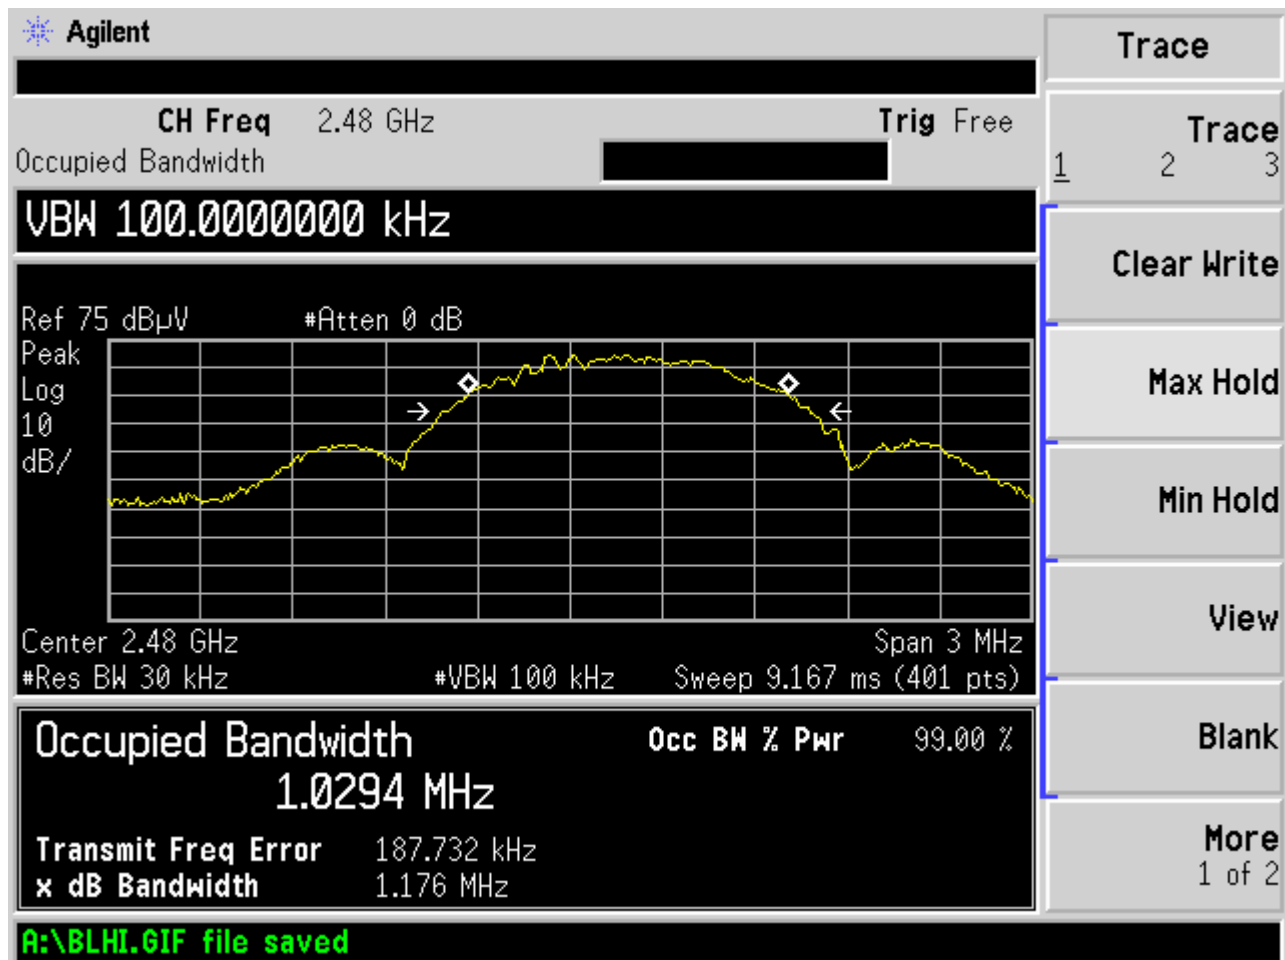 Agilent
Trace
CH Freq 2.48 GHz Trig Free
Occupied Bandwidth
Trace
1 2 3
VBW 100.0000000 kHz
Clear Write
Ref 75 dBµV #Atten 0 dB
Peak
Log
10
dB/
Max Hold
Min Hold
View
Center 2.48 GHz Span 3 MHz
#Res BW 30 kHz #VBW 100 kHz Sweep 9.167 ms (401 pts)
Occupied Bandwidth Occ BW % Pwr 99.00 %
1.0294 MHz
Blank
Transmit Freq Error 187.732 kHz
x dB Bandwidth 1.176 MHz
More
1 of 2
A:\BLHI.GIF file saved